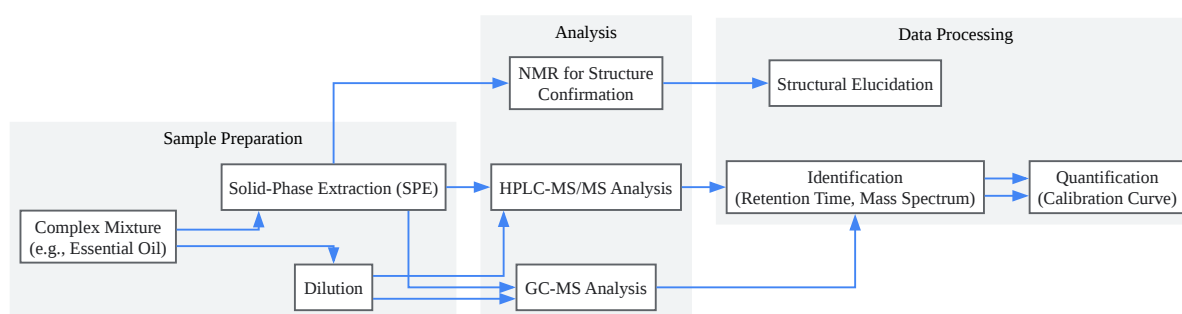 Sample Preparation
Complex Mixture
(e.g., Essential Oil)
Solid-Phase Extraction (SPE)
Dilution
Analysis
NMR for Structure
Confirmation
HPLC-MS/MS Analysis
GC-MS Analysis
Data Processing
Structural Elucidation
Identification
(Retention Time, Mass Spectrum)
Quantification
(Calibration Curve)